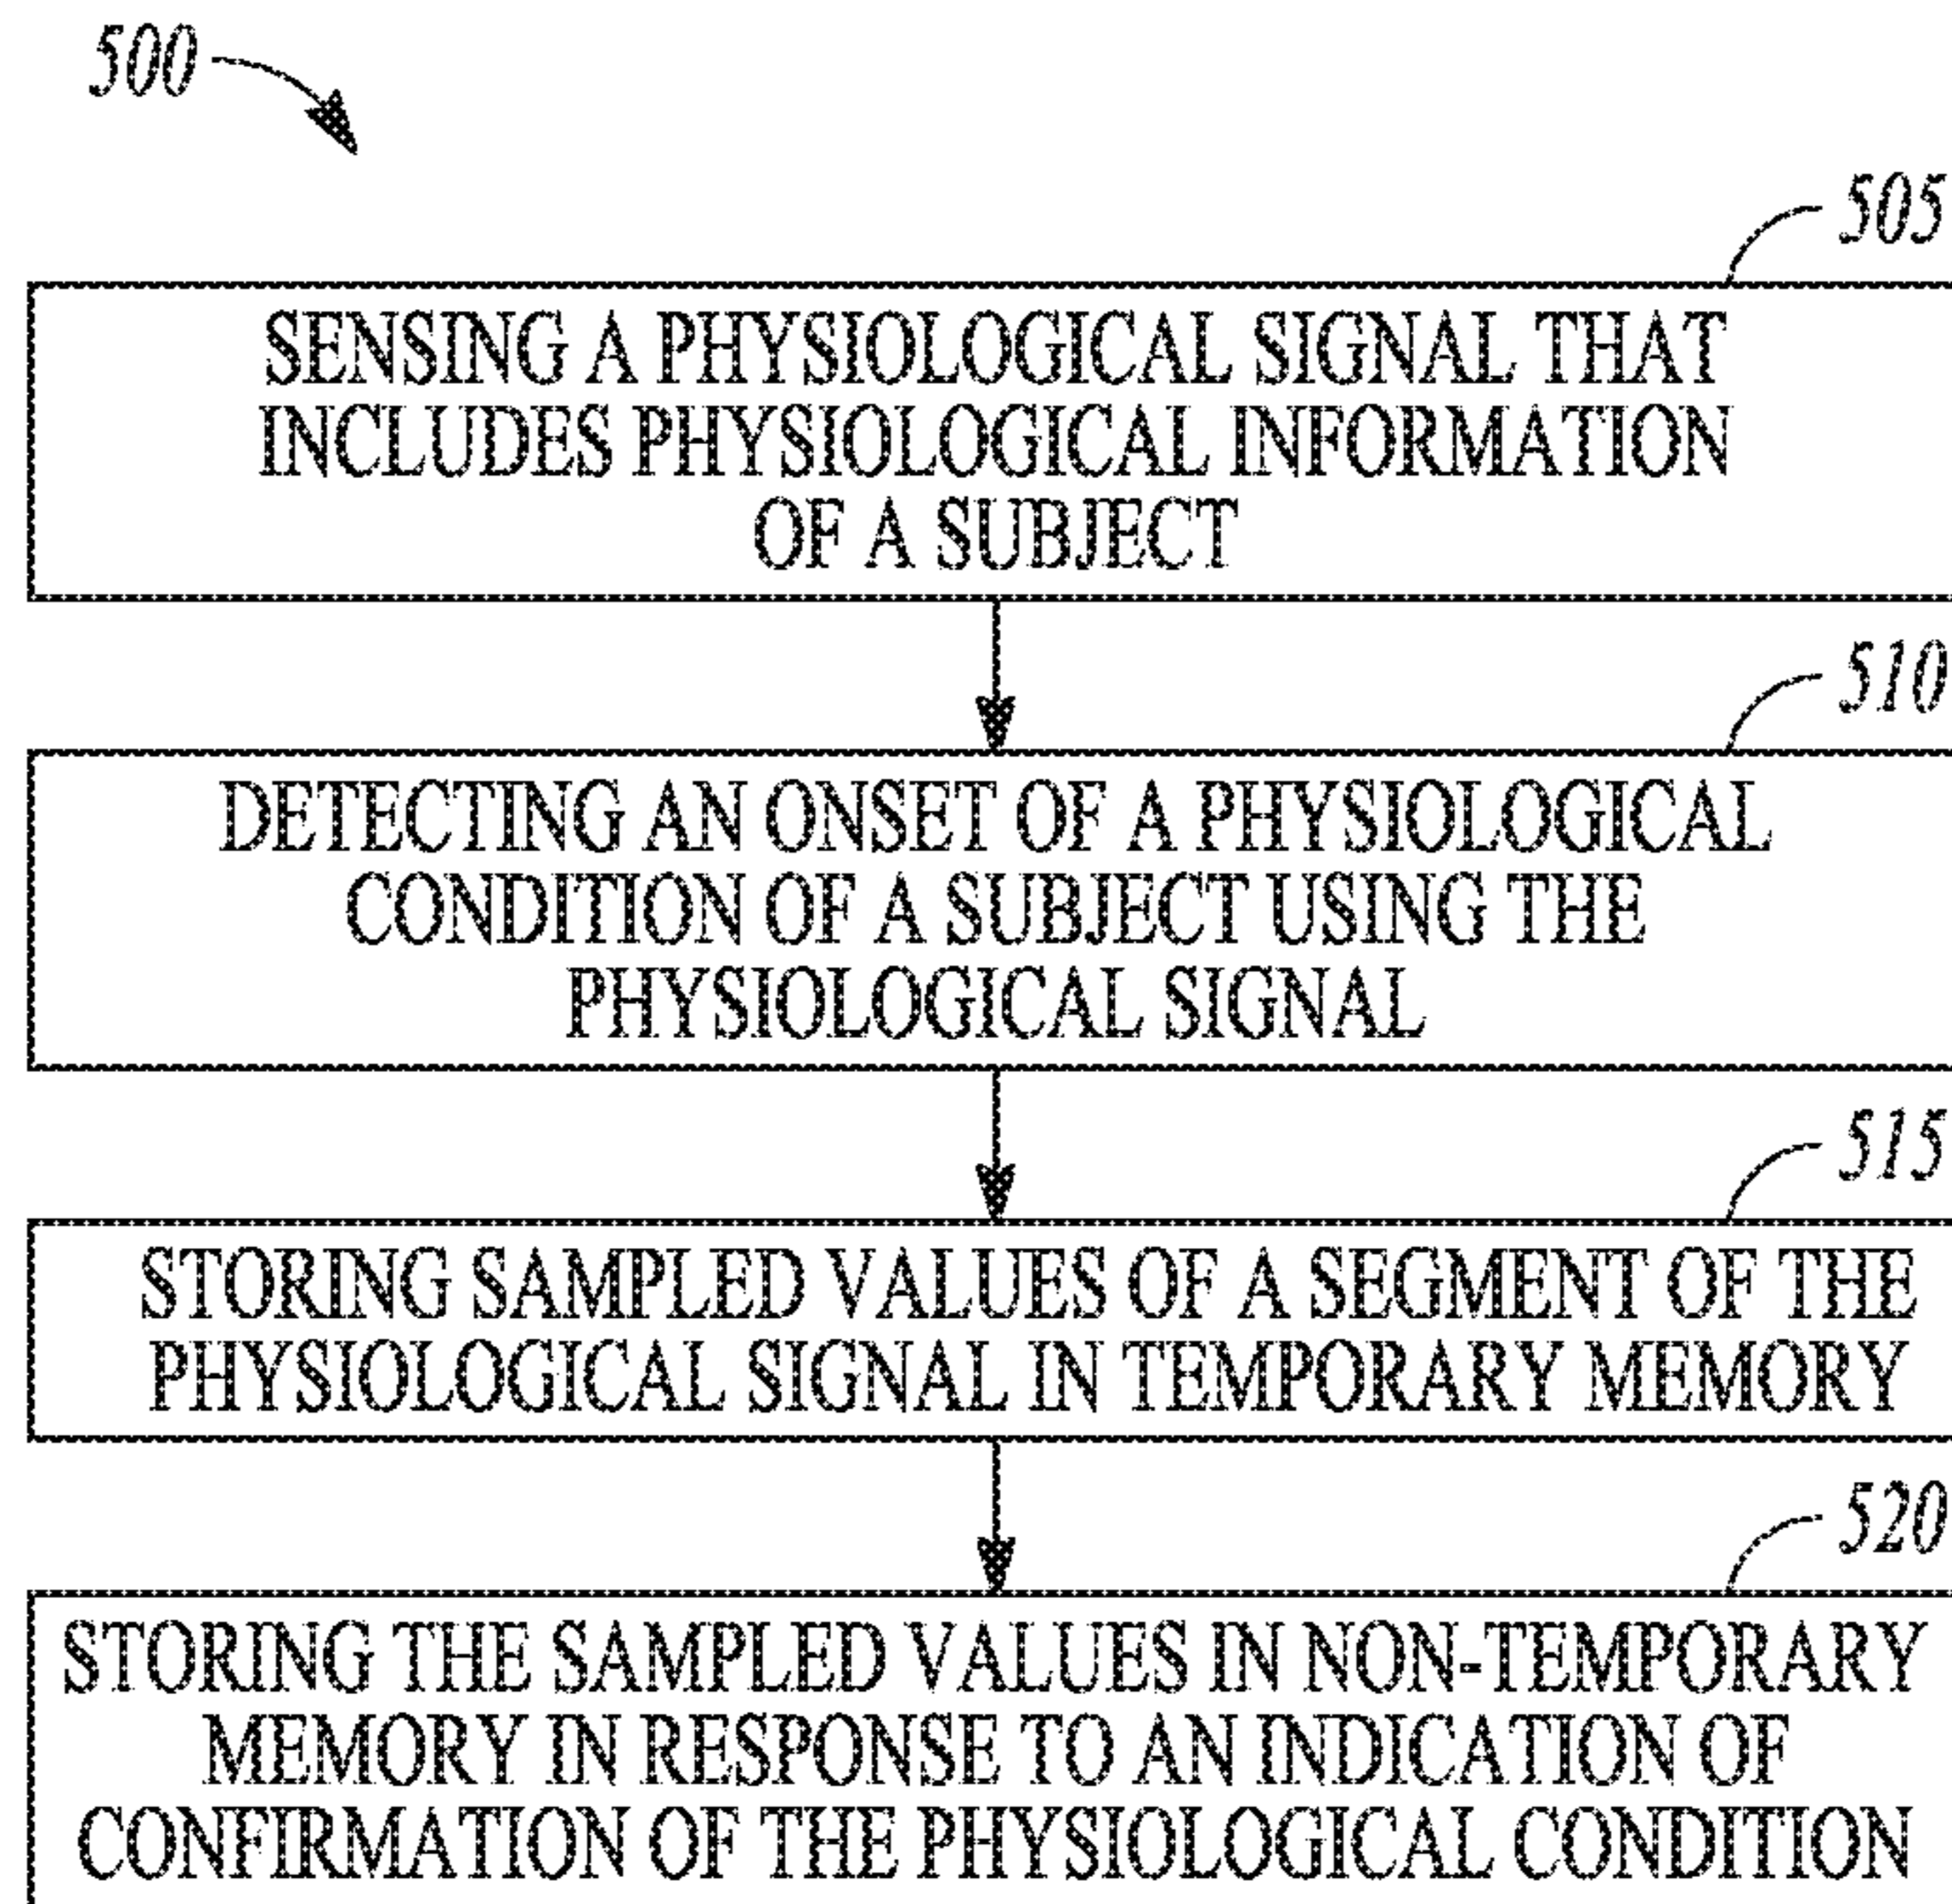 500
505
SENSING A PHYSIOLOGICAL SIGNAL THAT
INCLUDES PHYSIOLOGICAL INFORMATION
OF A SUBJECT
510
DETECTING AN ONSET OF A PHYSIOLOGICAL
CONDITION OF A SUBJECT USING THE
PHYSIOLOGICAL SIGNAL
515
STORING SAMPLED VALUES OF A SEGMENT OF THE
PHYSIOLOGICAL SIGNAL IN TEMPORARY MEMORY
520
STORING THE SAMPLED VALUES IN NON-TEMPORARY
MEMORY IN RESPONSE TO AN INDICATION OF
CONFIRMATION OF THE PHYSIOLOGICAL CONDITION